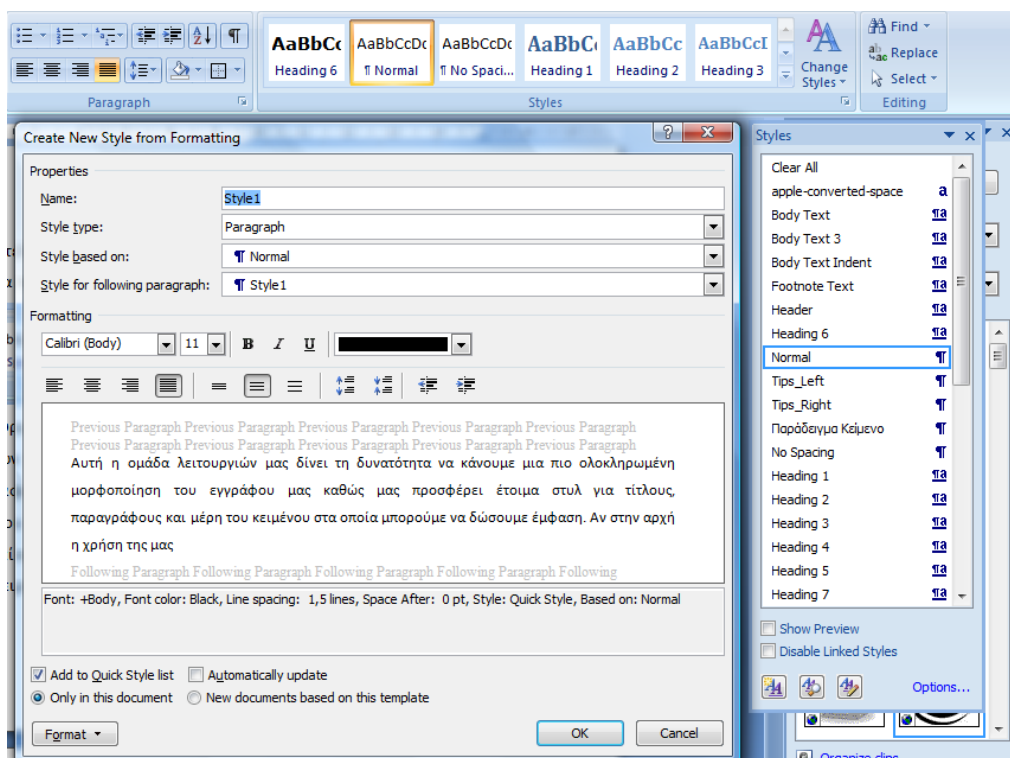 AaBbCc AaBbCcDc AaBbCcDc AaBbC AaBbCc AaBbCcI
Heading 6 ¶ Normal ¶ No Spaci... Heading 1 Heading 2 Heading 3
Change
Styles
Find
Replace
Select
Paragraph Styles Editing
Create New Style from Formatting
Properties
Name: Style1
Style type: Paragraph
Style based on: ¶ Normal
Style for following paragraph: ¶ Style1
Formatting
Calibri (Body) 11 B I U
Previous Paragraph Previous Paragraph Previous Paragraph Previous Paragraph Previous Paragraph
Previous Paragraph Previous Paragraph Previous Paragraph Previous Paragraph Previous Paragraph
Αυτή η ομάδα λειτουργιών μας δίνει τη δυνατότητα να κάνουμε μια πιο ολοκληρωμένη
μορφοποίηση του εγγράφου μας καθώς μας προσφέρει έτοιμα στυλ για τίτλους,
παραγράφους και μέρη του κειμένου στα οποία μπορούμε να δώσουμε έμφαση. Αν στην αρχή
η χρήση της μας
Following Paragraph Following Paragraph Following Paragraph Following Paragraph Following
Font: +Body, Font color: Black, Line spacing: 1,5 lines, Space After: 0 pt, Style: Quick Style, Based on: Normal
Add to Quick Style list Automatically update
Only in this document New documents based on this template
Format OK Cancel
Styles
Clear All
apple-converted-space a
Body Text ¶a
Body Text 3 ¶a
Body Text Indent ¶a
Footnote Text ¶a
Header ¶a
Heading 6 ¶a
Normal ¶
Tips_Left ¶
Tips_Right ¶
Παράδειγμα Κείμενο ¶
No Spacing ¶
Heading 1 ¶a
Heading 2 ¶a
Heading 3 ¶a
Heading 4 ¶a
Heading 5 ¶a
Heading 7 ¶a
Show Preview
Disable Linked Styles
Options...
Organize clips